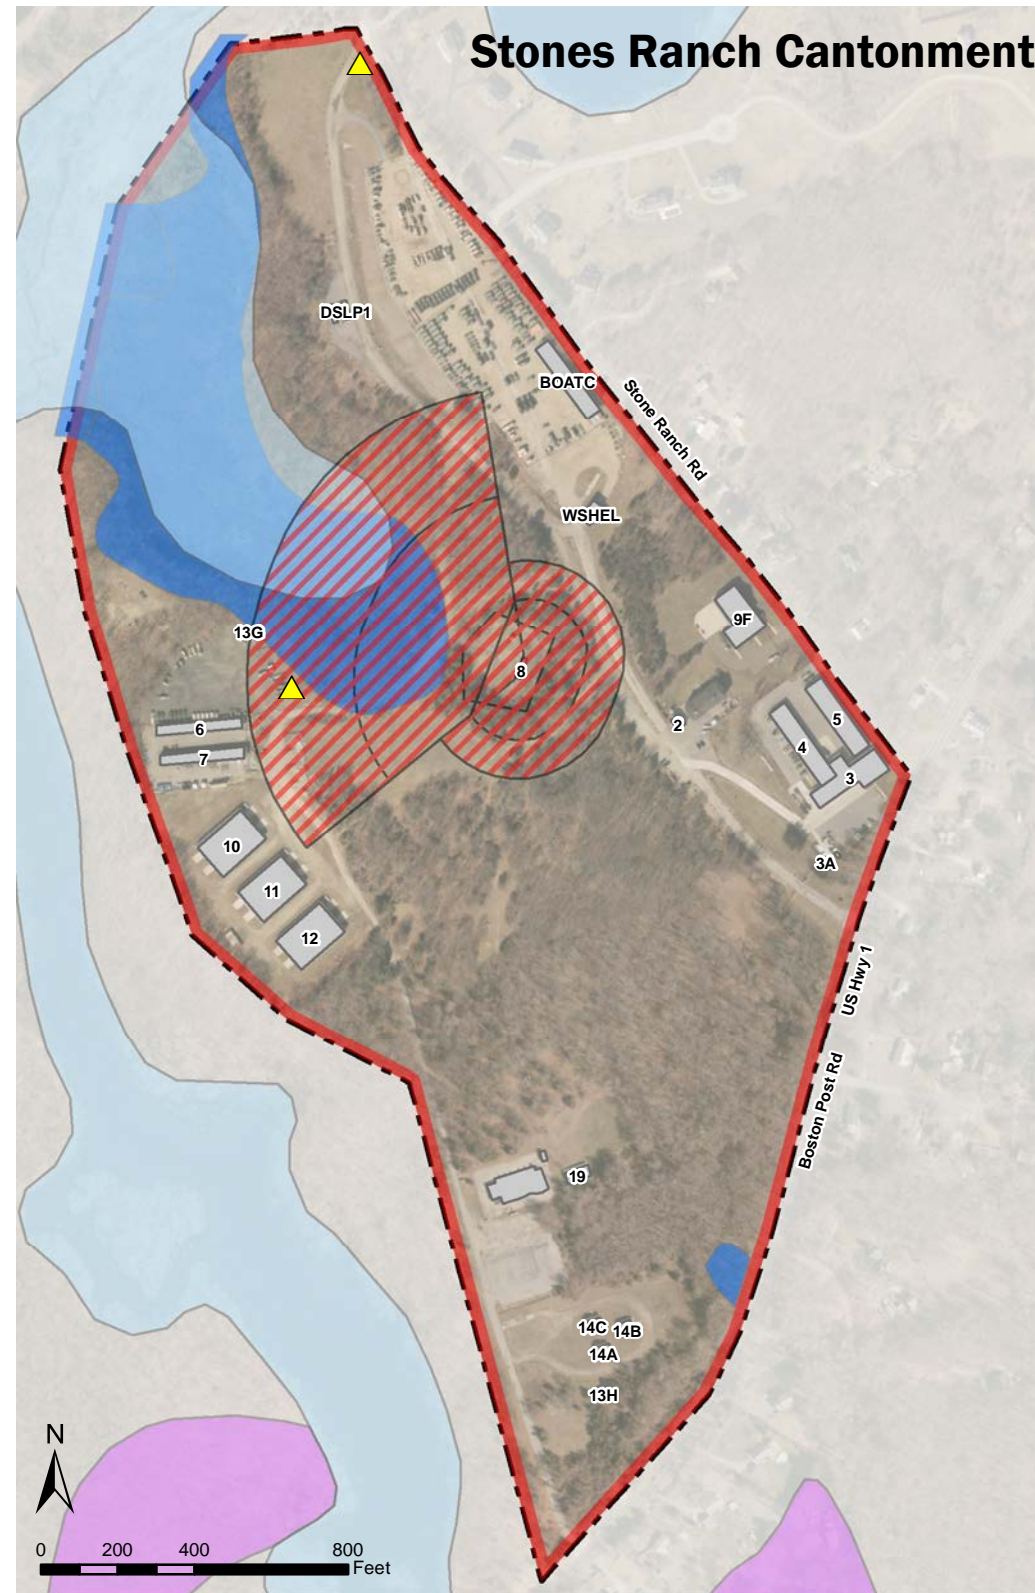 Stones Ranch Cantonment
DSLP1
BOATC
Stone Ranch Rd
WSHEL
9F
13G
8
2
5
4
3
6
7
3A
10
11
12
US Hwy 1
Boston Post Rd
19
14C
14B
14A
13H
N
0 200 400 800
Feet